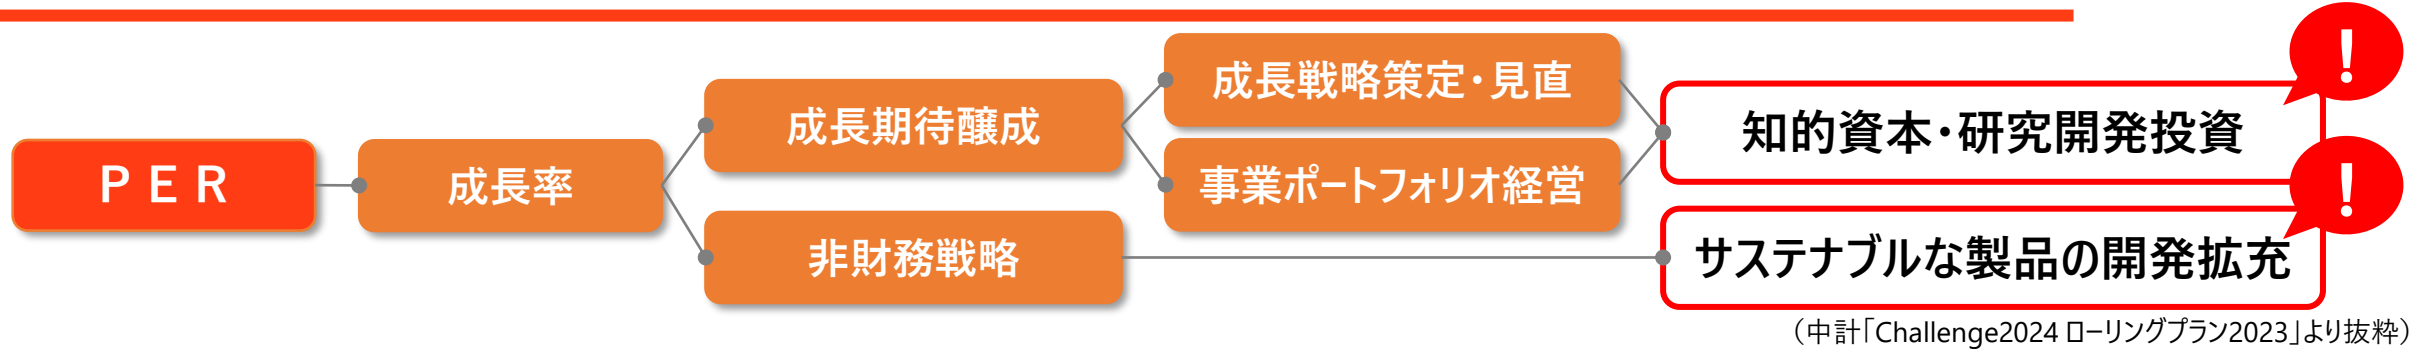 PER
成長率
成長期待醸成
非財務戦略
成長戦略策定・見直
事業ポートフォリオ経営
知的資本・研究開発投資
!
サステナブルな製品の開発拡充
!
（中計「Challenge2024 ローリングプラン2023」より抜粋）